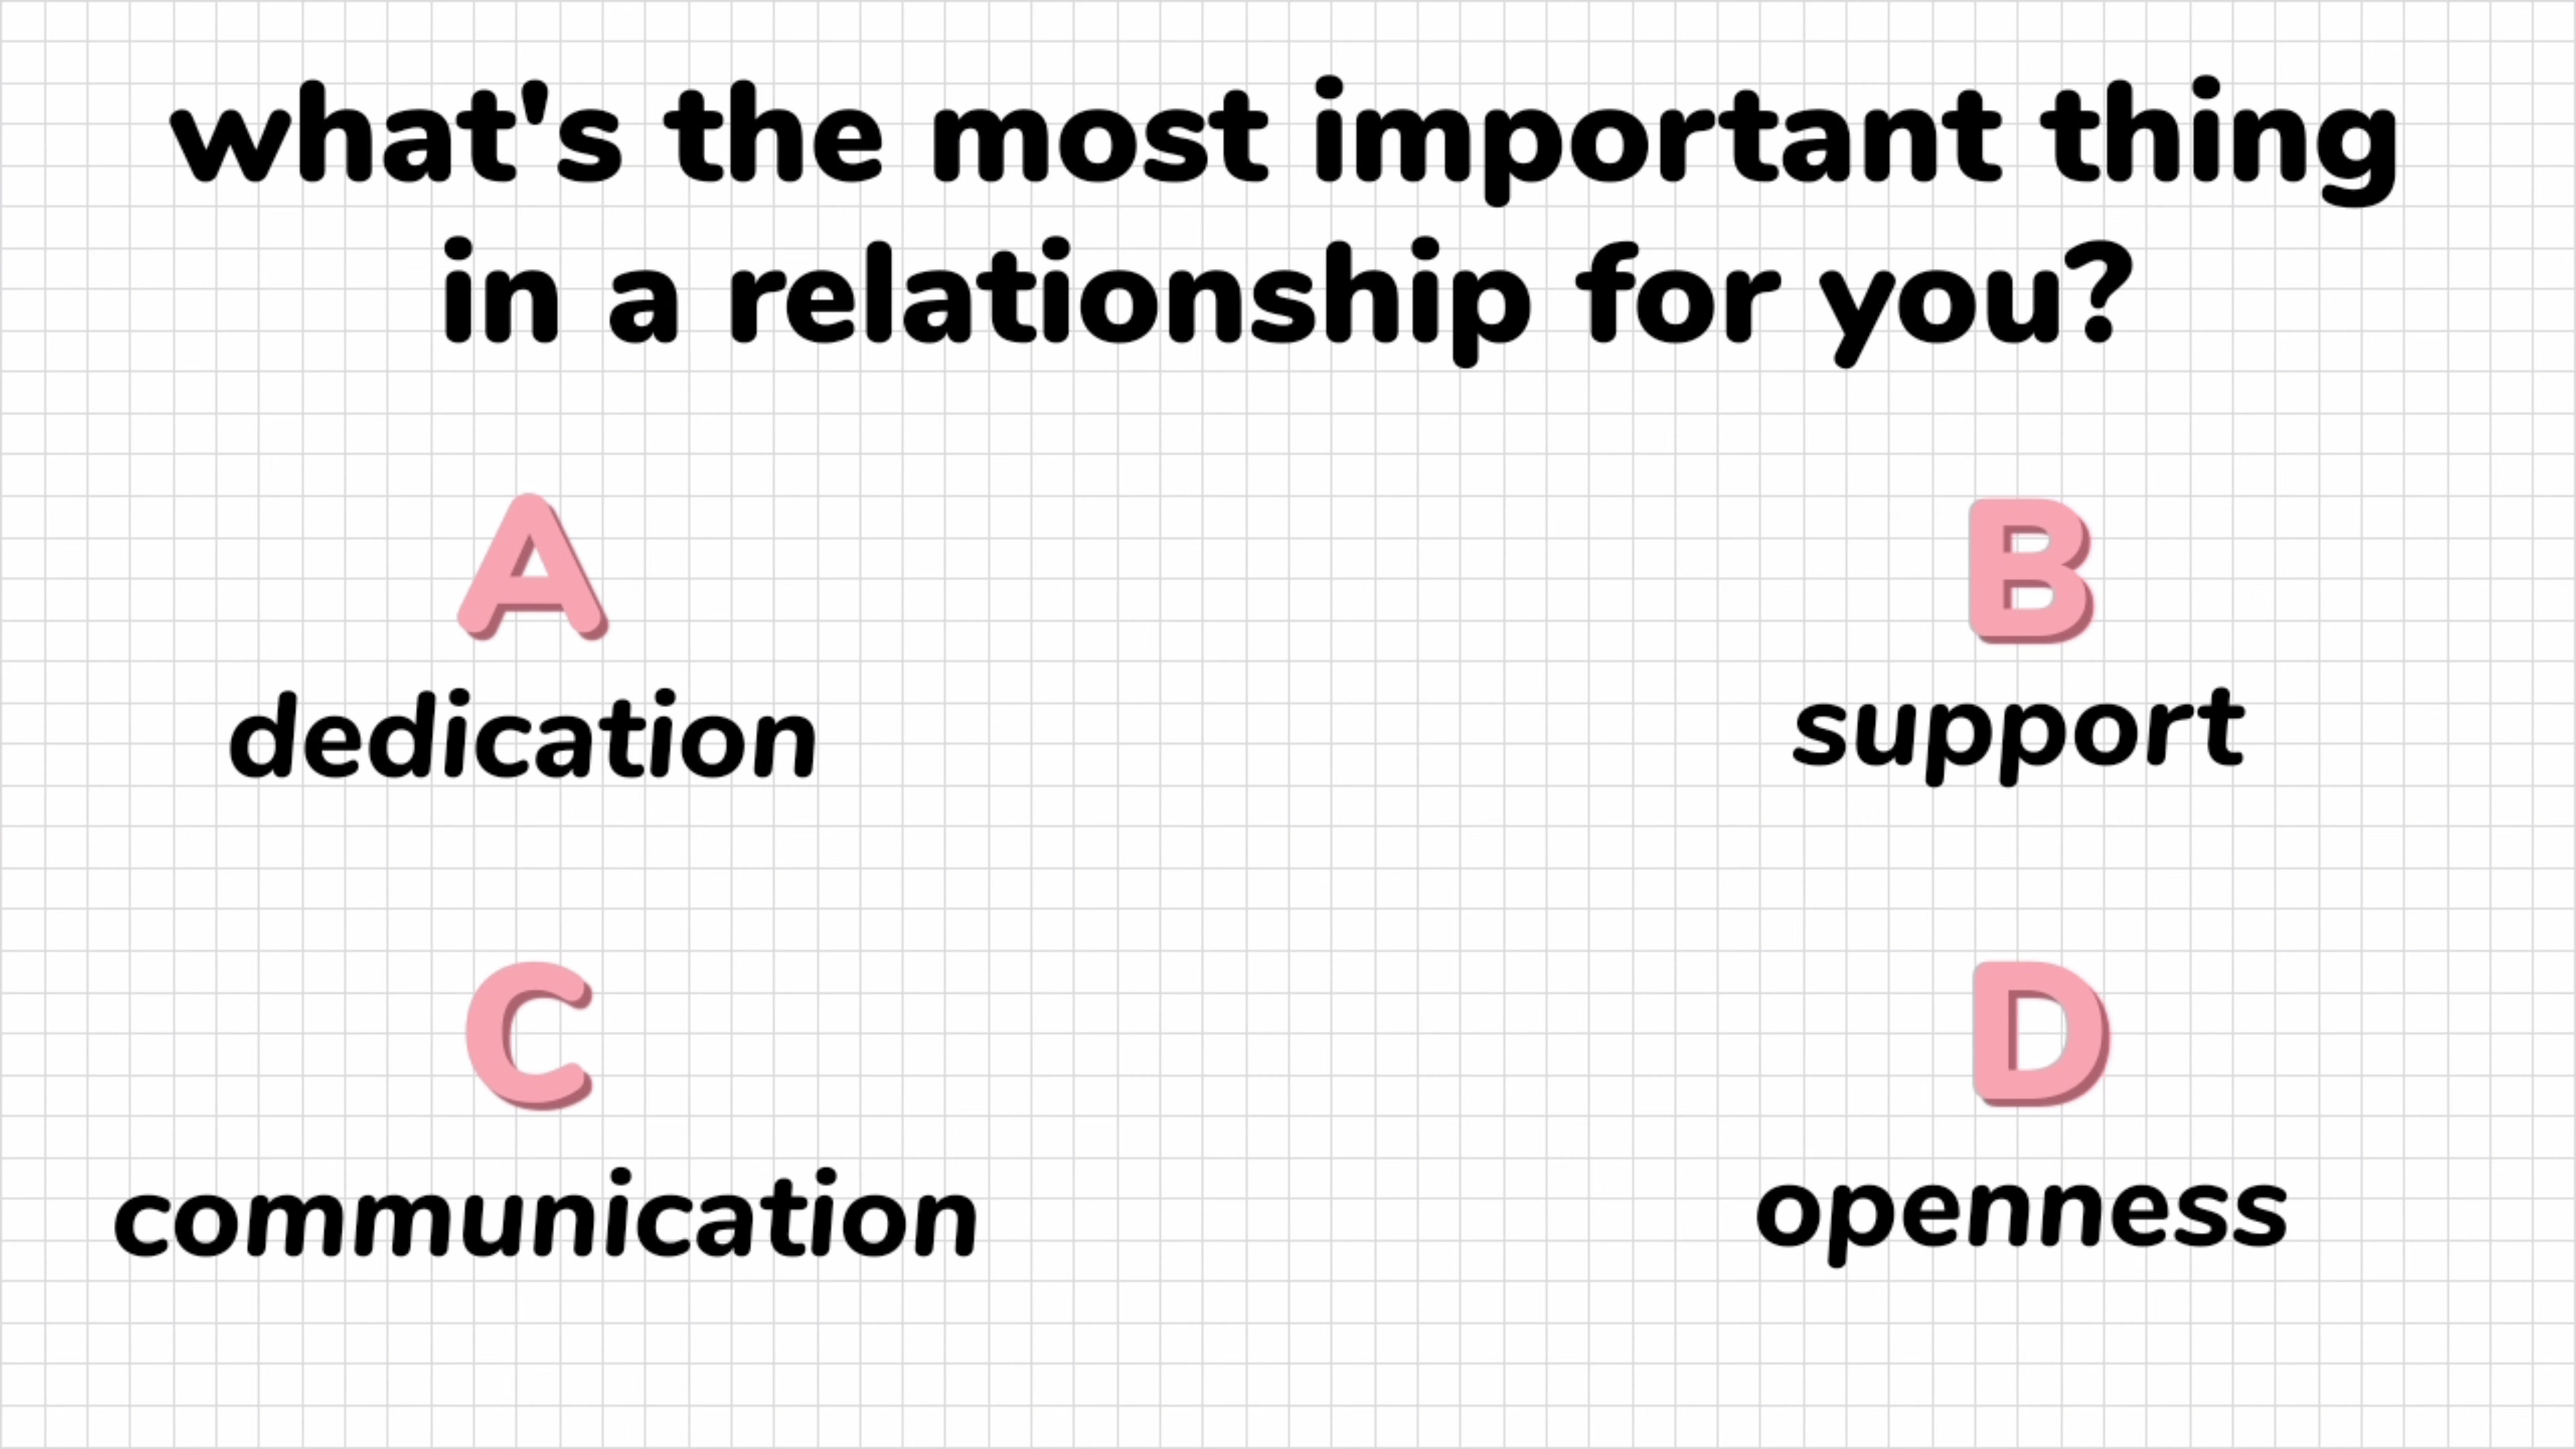 what's the most important thing
in a relationship for you?
A
dedication
B
support
C
communication
D
openness